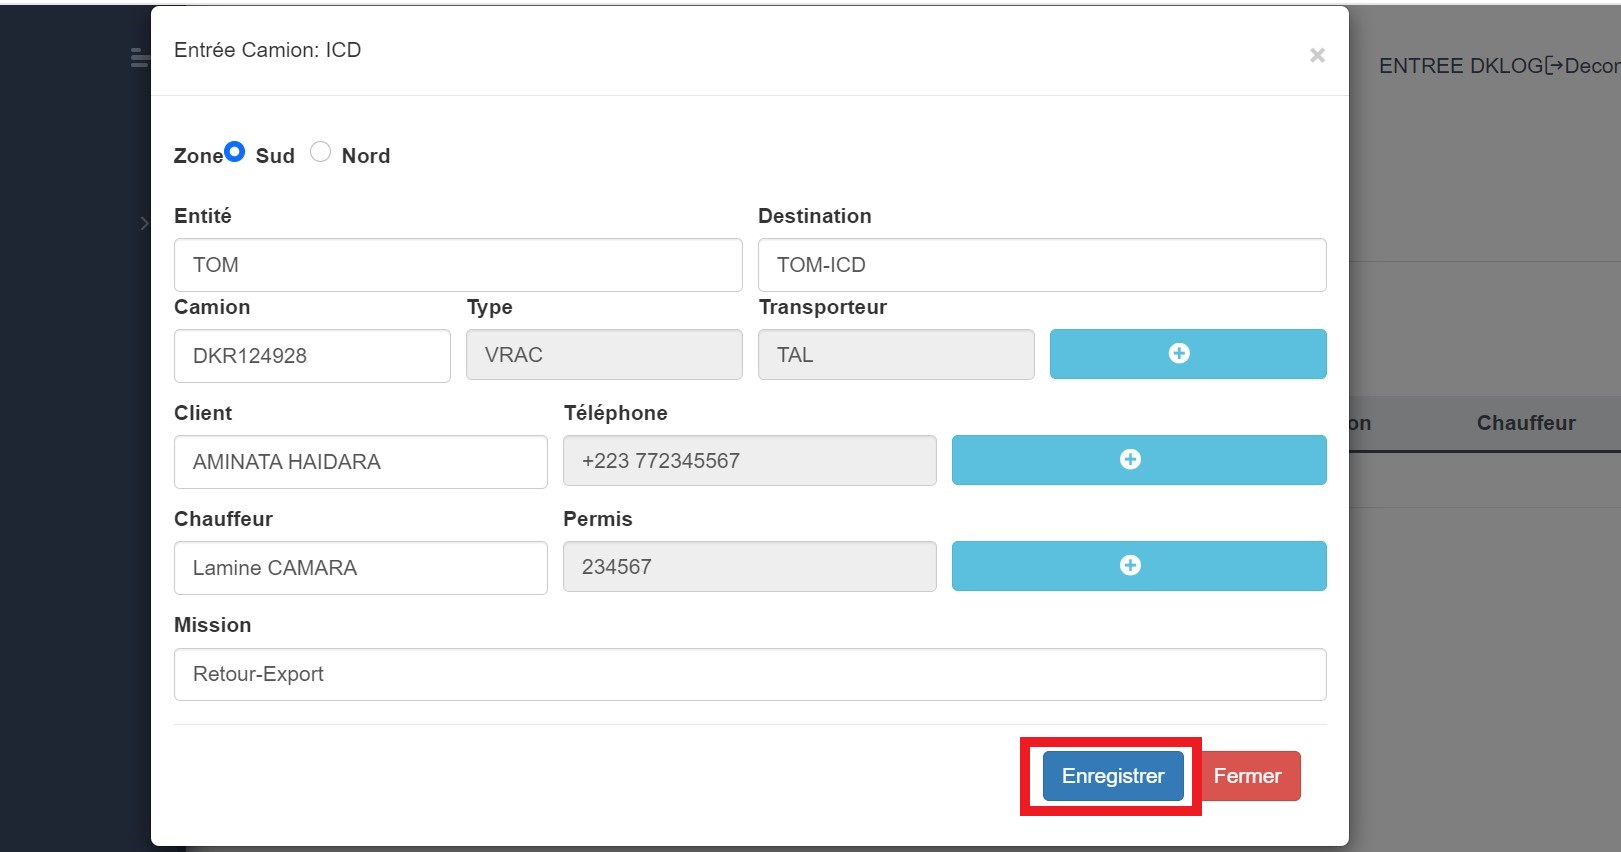 Entrée Camion: ICD
×
ENTREE DKLOG Decor
Zone Sud Nord
Entité Destination
TOM TOM-ICD
Camion Type Transporteur
DKR124928 VRAC TAL
Client Téléphone
on Chauffeur
AMINATA HAIDARA +223 772345567
Chauffeur Permis
Lamine CAMARA 234567
Mission
Retour-Export
Enregistrer Fermer